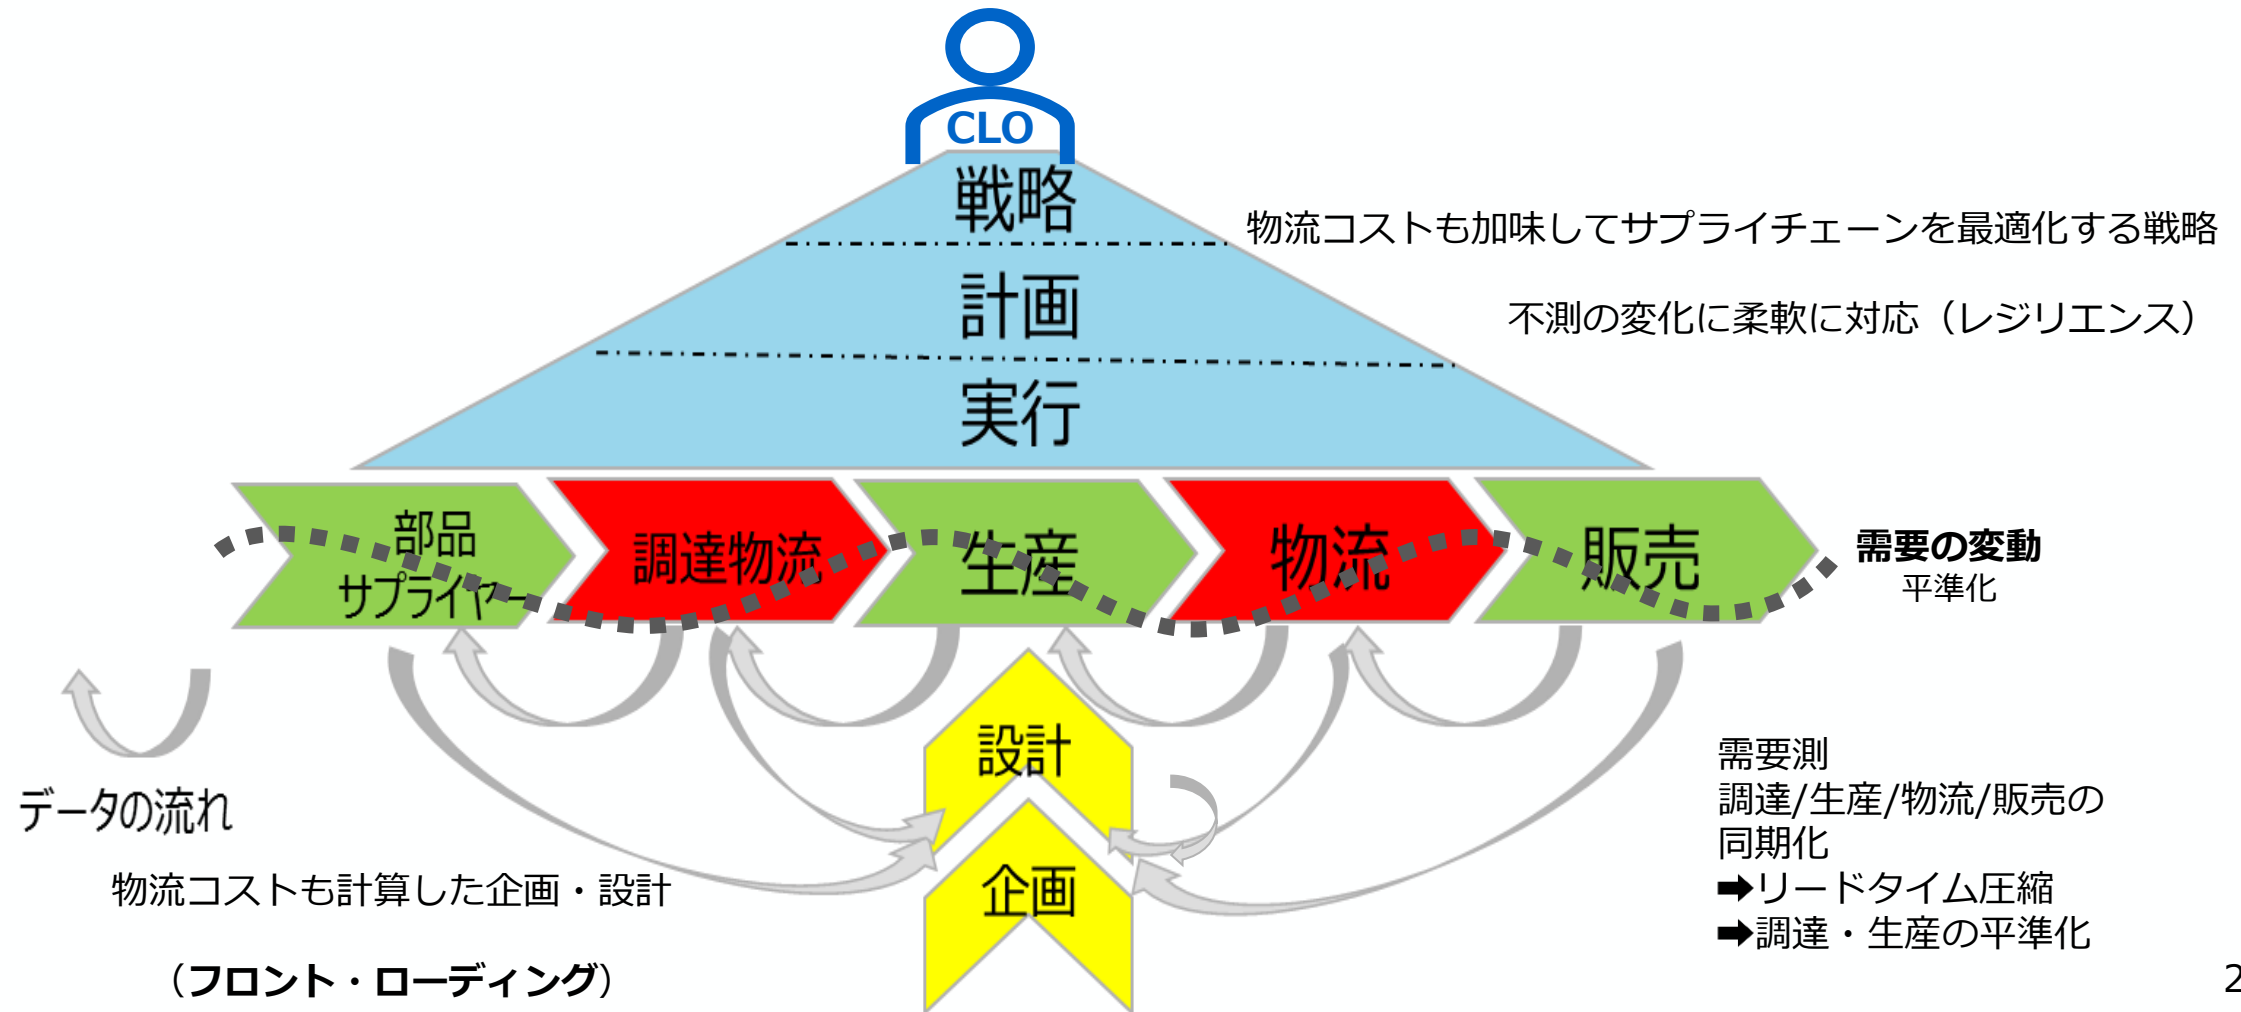 CLO
戦略
物流コストも加味してサプライチェーンを最適化する戦略
計画
不測の変化に柔軟に対応（レジリエンス）
実行
部品
サプライヤー
調達物流
生産
物流
販売
需要の変動
平準化
設計
企画
データの流れ
物流コストも計算した企画・設計
（フロント・ローディング）
需要測
調達/生産/物流/販売の
同期化
➡リードタイム圧縮
➡調達・生産の平準化
2